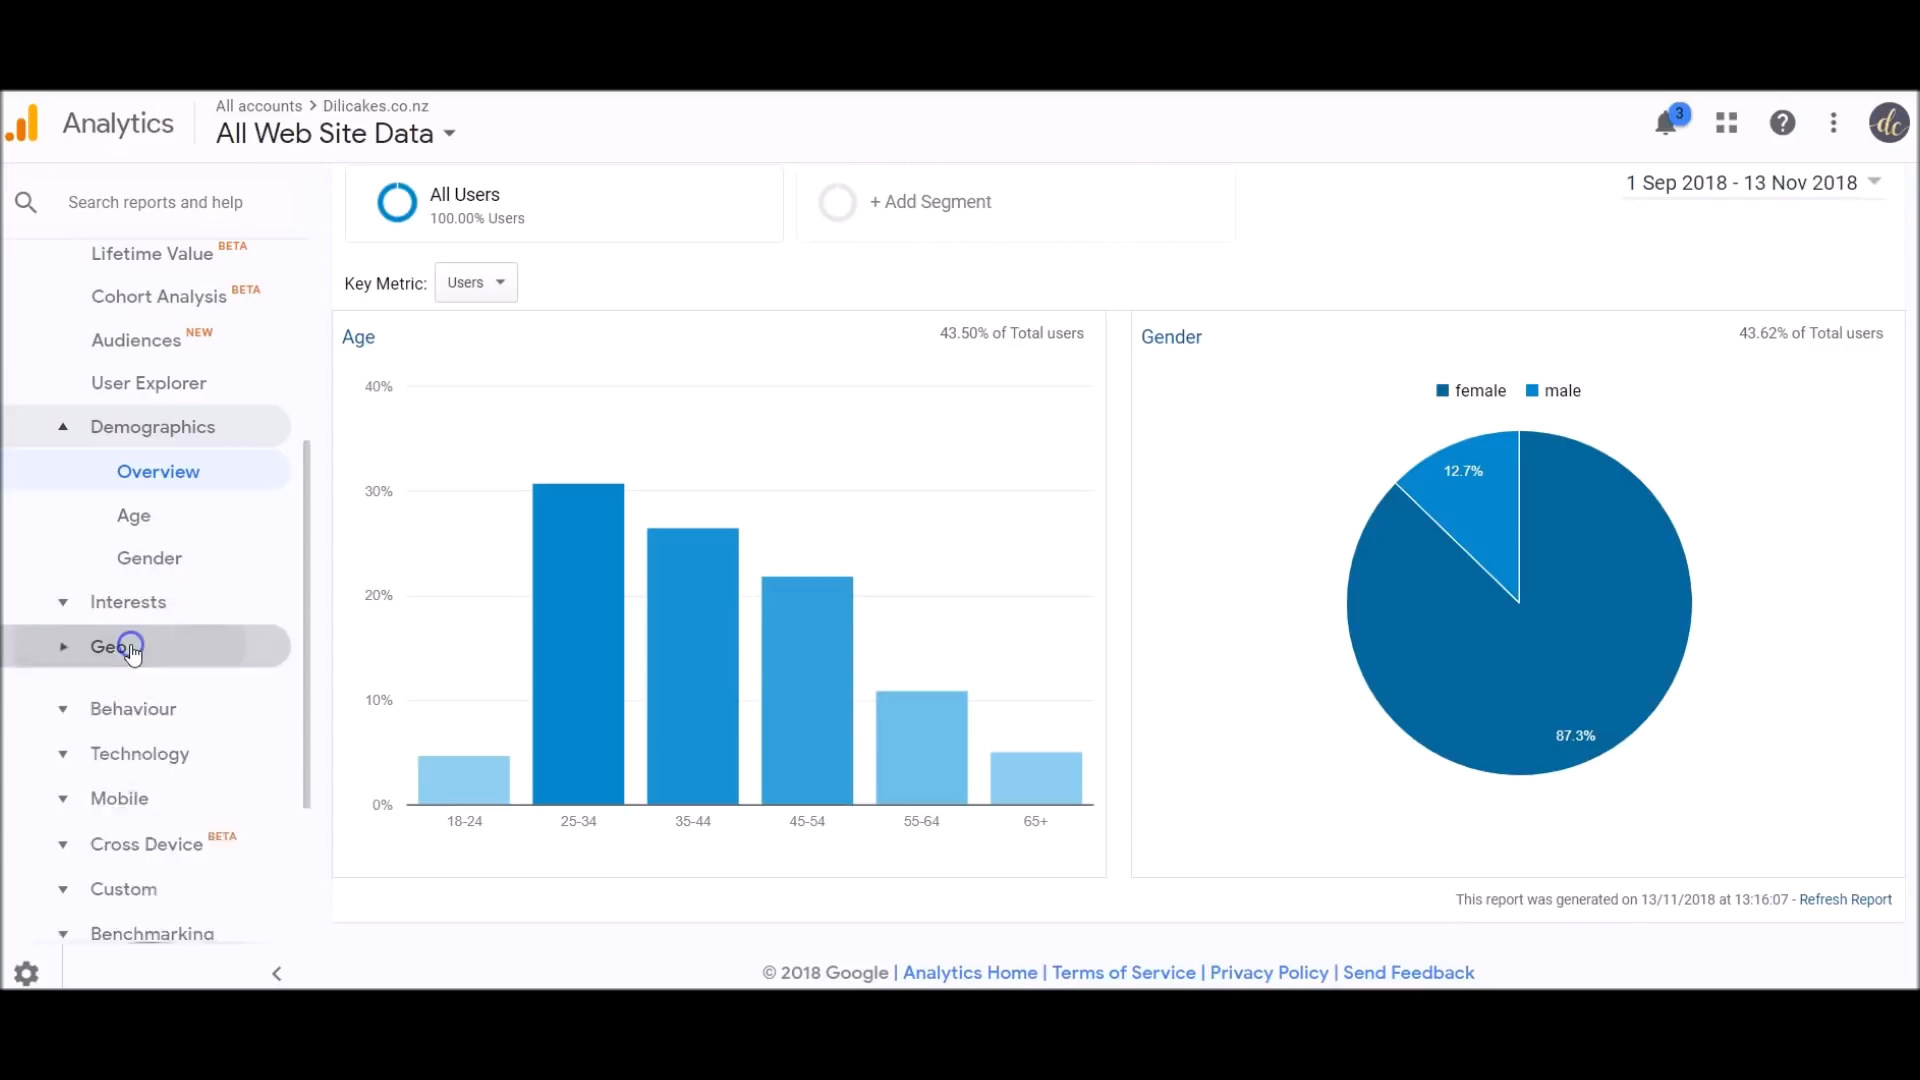 Analytics
All accounts > Dilicakes.co.nz
All Web Site Data
3
dc
Search reports and help
Lifetime Value BETA
Cohort Analysis BETA
Audiences NEW
User Explorer
Demographics
Overview
Age
Gender
Interests
Geo
Behaviour
Technology
Mobile
Cross Device BETA
Custom
Benchmarking
All Users
100.00% Users
+ Add Segment
1 Sep 2018 - 13 Nov 2018
Key Metric: Users
Age
43.50% of Total users
40%
30%
20%
10%
0%
18-24 25-34 35-44 45-54 55-64 65+
Gender
43.62% of Total users
female male
12.7%
87.3%
This report was generated on 13/11/2018 at 13:16:07 - Refresh Report
© 2018 Google | Analytics Home | Terms of Service | Privacy Policy | Send Feedback